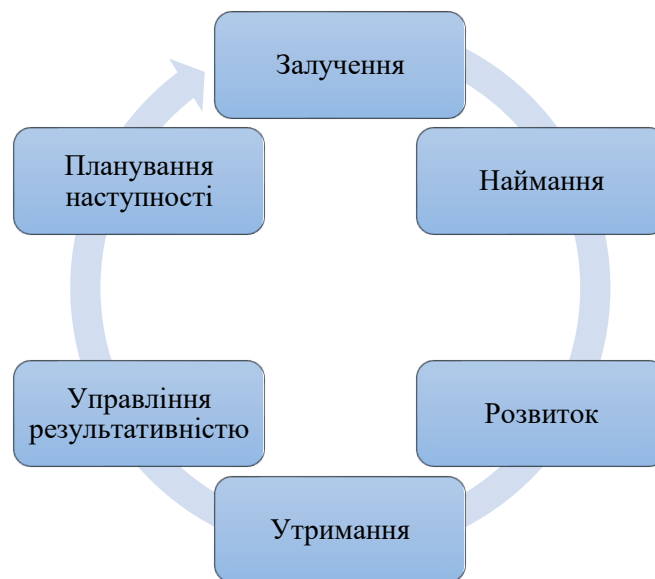 Залучення
Наймання
Розвиток
Утримання
Управління
результативністю
Планування
наступності